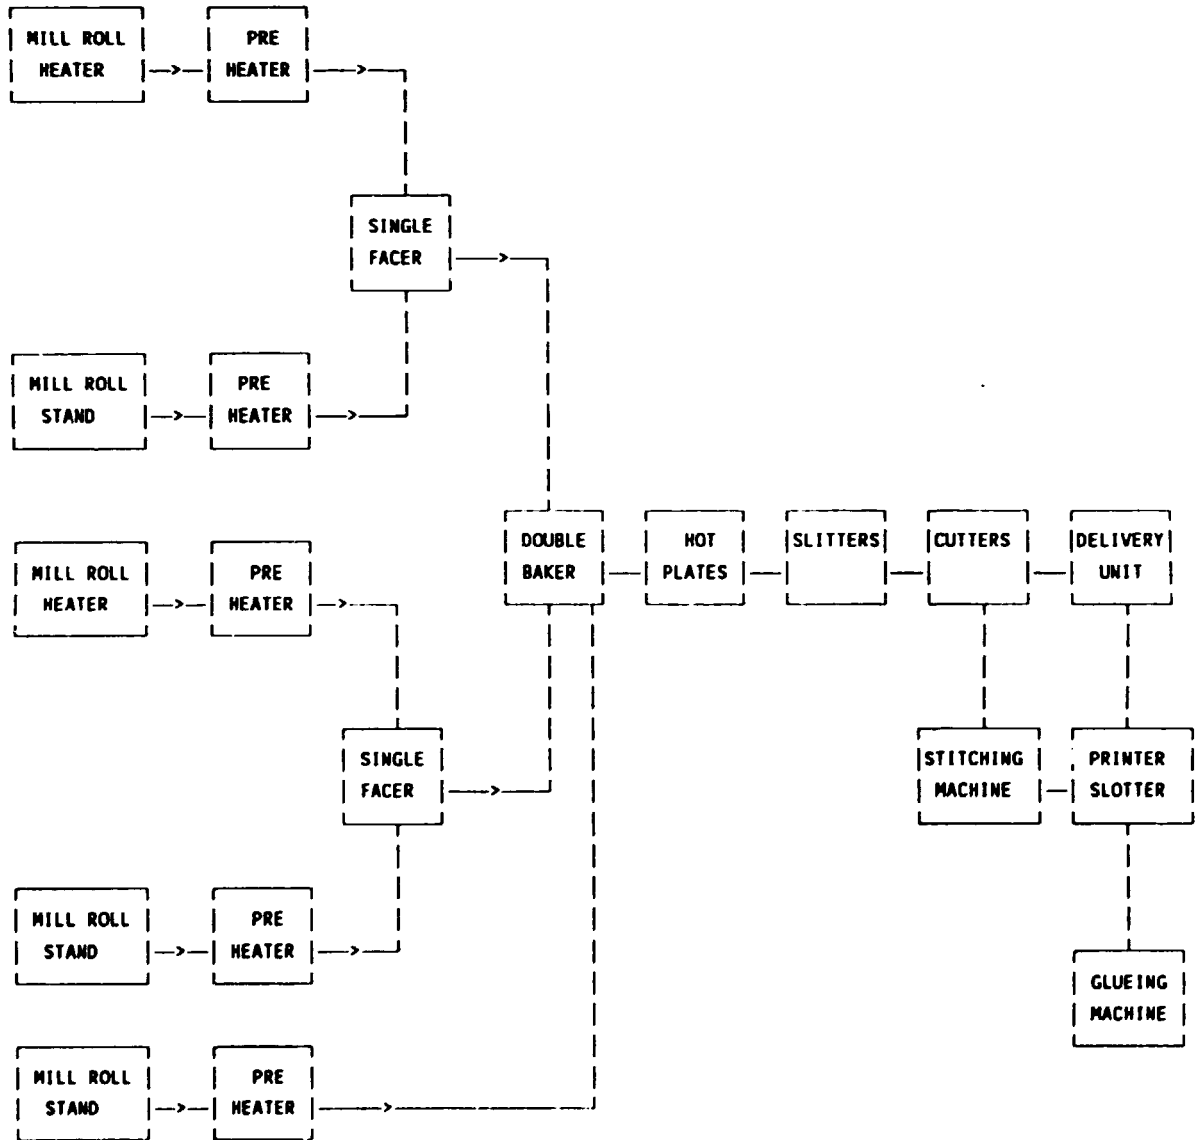 MILL ROLL
HEATER
PRE
HEATER
SINGLE
FACER
MILL ROLL
STAND
PRE
HEATER
MILL ROLL
HEATER
PRE
HEATER
DOUBLE
BAKER
HOT
PLATES
SLITTERS
CUTTERS
DELIVERY
UNIT
SINGLE
FACER
STITCHING
MACHINE
PRINTER
SLOTTER
MILL ROLL
STAND
PRE
HEATER
GLUEING
MACHINE
MILL ROLL
STAND
PRE
HEATER